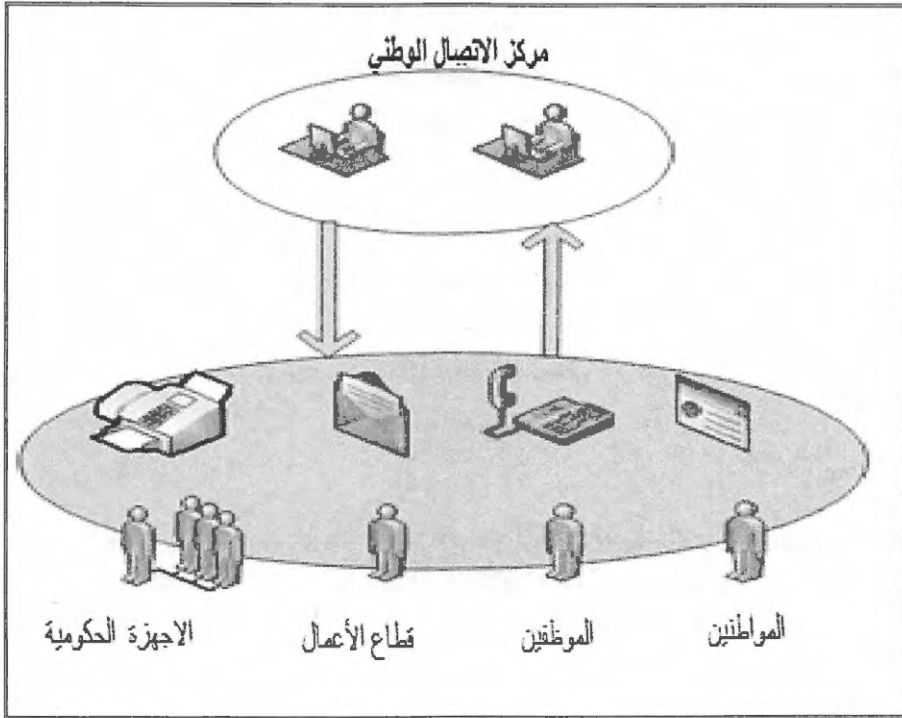 مركز الاتصال الوطني
المواطنين
الموظفين
قطاع الأعمال
الاجهزة الحكومية